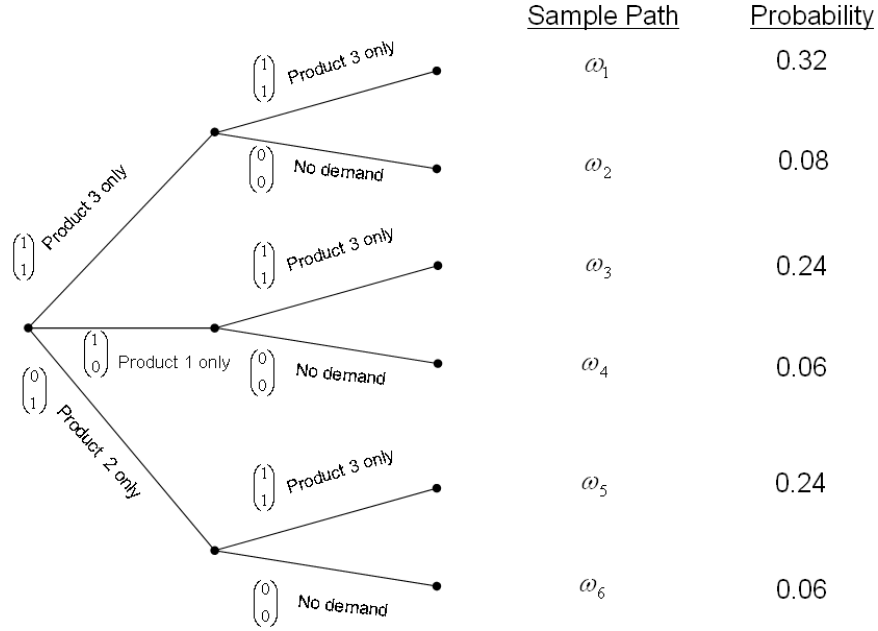 Sample Path Probability
(1 1) Product 3 only
ω1 0.32
(0 0) No demand
ω2 0.08
(1 1) Product 3 only
(1 1) Product 3 only
ω3 0.24
(1 0) Product 1 only
(0 0) No demand
ω4 0.06
(0 1) Product 2 only
(1 1) Product 3 only
ω5 0.24
(0 0) No demand
ω6 0.06